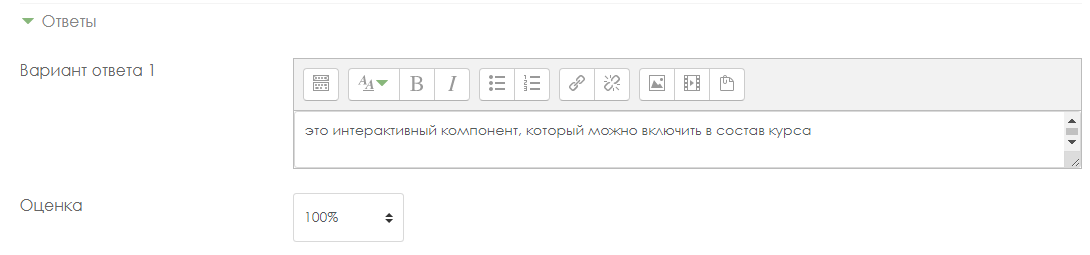 Ответы
Вариант ответа 1
это интерактивный компонент, который можно включить в состав курса
Оценка
100%